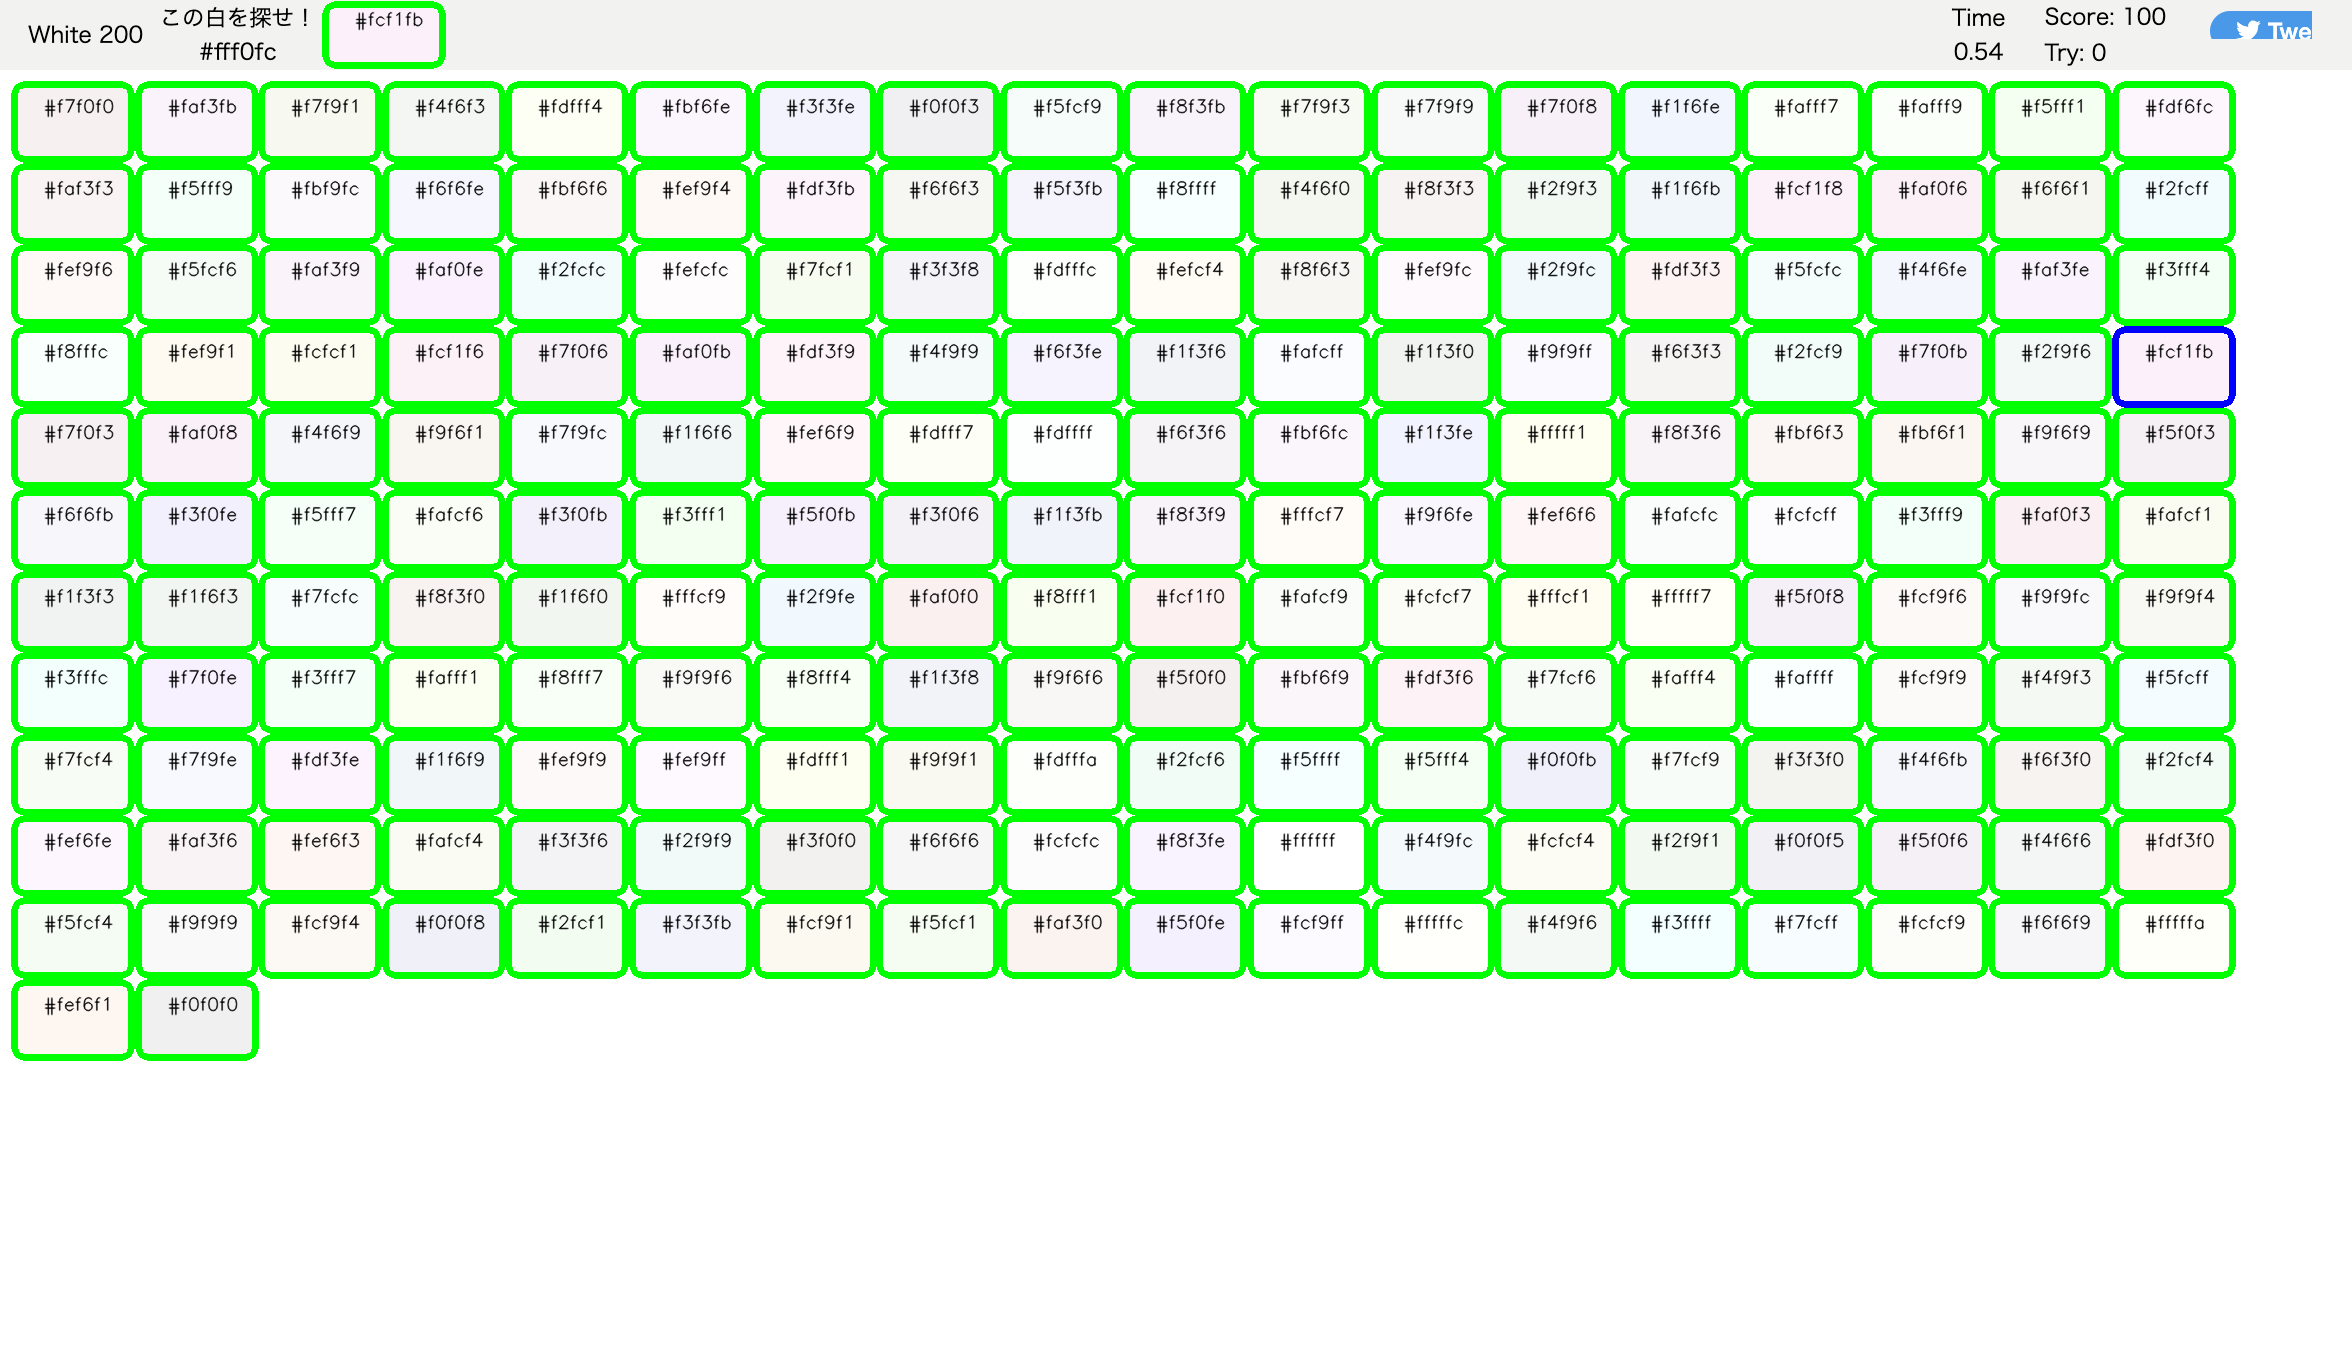 White 200
この白を探せ！
#fff0fc
#fcf1fb
Time
0.54
Score: 100
Try: 0
Twe
#f7f0f0 #faf3fb #f7f9f1 #f4f6f3 #fdfff4 #fbf6fe #f3f3fe #f0f0f3 #f5fcf9 #f8f3fb #f7f9f3 #f7f9f9 #f7f0f8 #f1f6fe #fafff7 #fafff9 #f5fff1 #fdf6fc
#faf3f3 #f5fff9 #fbf9fc #f6f6fe #fbf6f6 #fef9f4 #fdf3fb #f6f6f3 #f5f3fb #f8ffff #f4f6f0 #f8f3f3 #f2f9f3 #f1f6fb #fcf1f8 #faf0f6 #f6f6f1 #f2fcff
#fef9f6 #f5fcf6 #faf3f9 #faf0fe #f2fcfc #fefcfc #f7fcf1 #f3f3f8 #fdfffc #fefcf4 #f8f6f3 #fef9fc #f2f9fc #fdf3f3 #f5fcfc #f4f6fe #faf3fe #f3fff4
#f8fffc #fef9f1 #fcfcf1 #fcf1f6 #f7f0f6 #faf0fb #fdf3f9 #f4f9f9 #f6f3fe #f1f3f6 #fafcff #f1f3f0 #f9f9ff #f6f3f3 #f2fcf9 #f7f0fb #f2f9f6 #fcf1fb
#f7f0f3 #faf0f8 #f4f6f9 #f9f6f1 #f7f9fc #f1f6f6 #fef6f9 #fdfff7 #fdffff #f6f3f6 #fbf6fc #f1f3fe #fffff1 #f8f3f6 #fbf6f3 #fbf6f1 #f9f6f9 #f5f0f3
#f6f6fb #f3f0fe #f5fff7 #fafcf6 #f3f0fb #f3fff1 #f5f0fb #f3f0f6 #f1f3fb #f8f3f9 #fffcf7 #f9f6fe #fef6f6 #fafcfc #fcfcff #f3fff9 #faf0f3 #fafcf1
#f1f3f3 #f1f6f3 #f7fcfc #f8f3f0 #f1f6f0 #fffcf9 #f2f9fe #faf0f0 #f8fff1 #fcf1f0 #fafcf9 #fcfcf7 #fffcf1 #fffff7 #f5f0f8 #fcf9f6 #f9f9fc #f9f9f4
#f3fffc #f7f0fe #f3fff7 #fafff1 #f8fff7 #f9f9f6 #f8fff4 #f1f3f8 #f9f6f6 #f5f0f0 #fbf6f9 #fdf3f6 #f7fcf6 #fafff4 #faffff #fcf9f9 #f4f9f3 #f5fcff
#f7fcf4 #f7f9fe #fdf3fe #f1f6f9 #fef9f9 #fef9ff #fdfff1 #f9f9f1 #fdfffa #f2fcf6 #f5ffff #f5fff4 #f0f0fb #f7fcf9 #f3f3f0 #f4f6fb #f6f3f0 #f2fcf4
#fef6fe #faf3f6 #fef6f3 #fafcf4 #f3f3f6 #f2f9f9 #f3f0f0 #f6f6f6 #fcfcfc #f8f3fe #ffffff #f4f9fc #fcfcf4 #f2f9f1 #f0f0f5 #f5f0f6 #f4f6f6 #fdf3f0
#f5fcf4 #f9f9f9 #fcf9f4 #f0f0f8 #f2fcf1 #f3f3fb #fcf9f1 #f5fcf1 #faf3f0 #f5f0fe #fcf9ff #fffffc #f4f9f6 #f3ffff #f7fcff #fcfcf9 #f6f6f9 #fffffa
#fef6f1 #f0f0f0